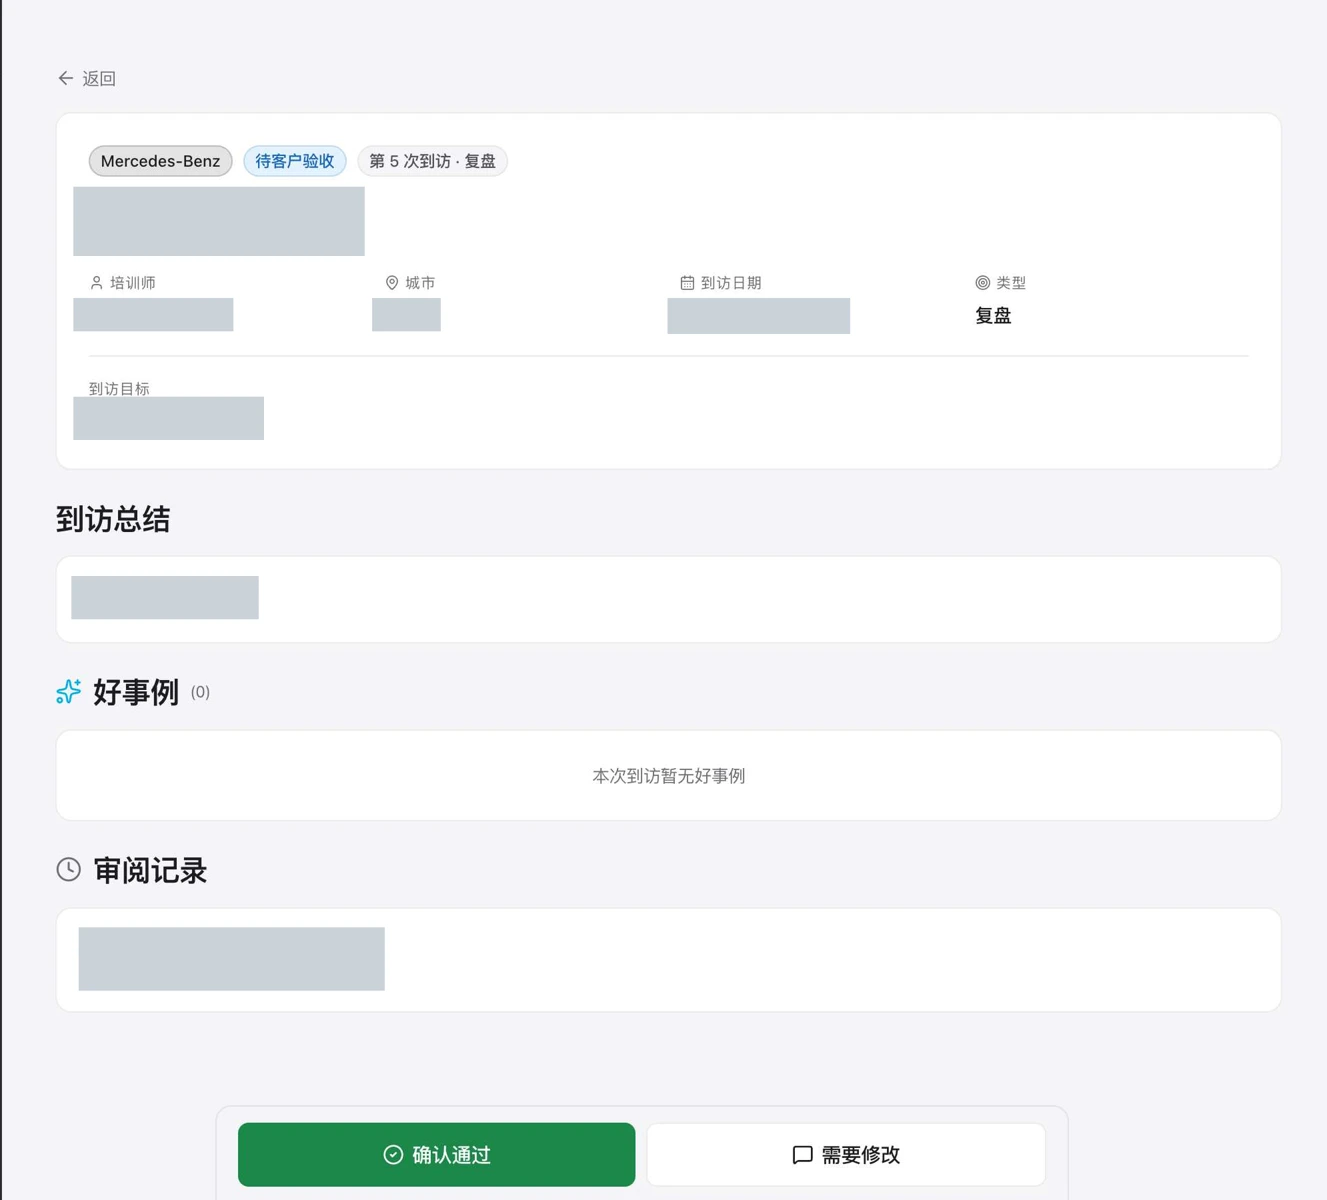 返回
Mercedes-Benz 待客户验收 第 5 次到访 · 复盘
培训师 城市 到访日期 类型
复盘
到访目标
到访总结
好事例 (0)
本次到访暂无好事例
审阅记录
确认通过 需要修改